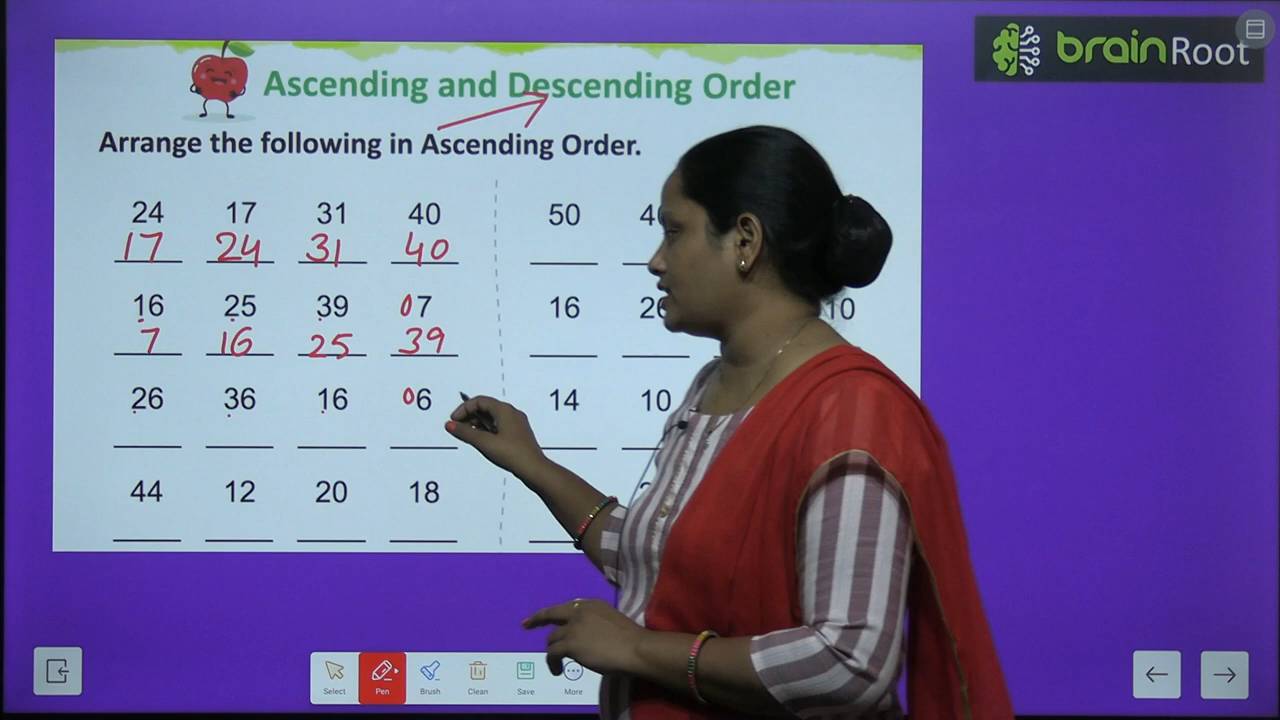 brainRoot
Ascending and Descending Order
Arrange the following in Ascending Order.
24 17 31 40 50
17 24 31 40
16 25 39 07 16 10
7 16 25 39
26 36 16 06 14 10
44 12 20 18
Select Pen Brush Clean Save More